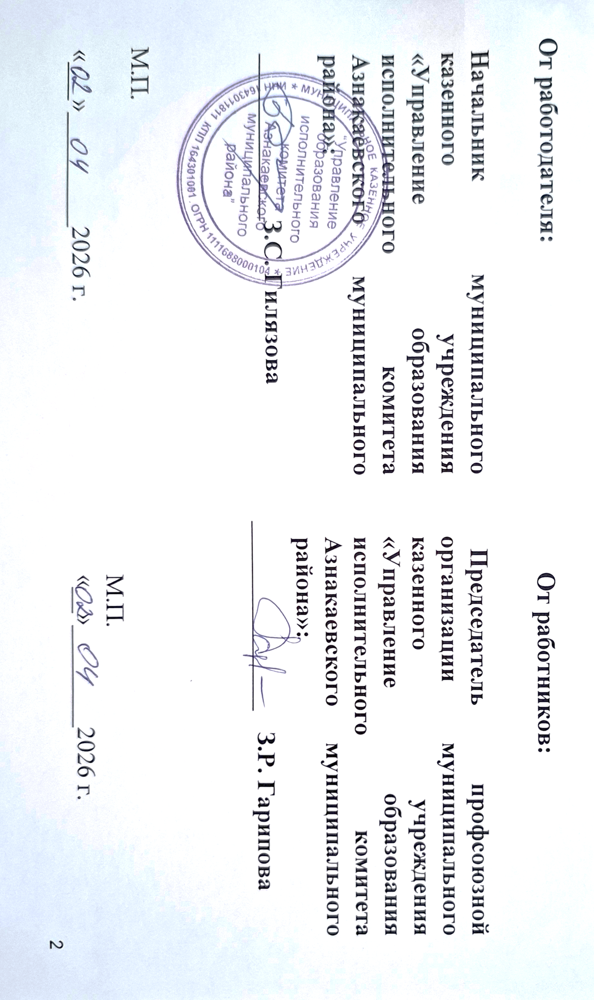 От работодателя:
Начальник муниципального
казенного учреждения
«Управление образования
исполнительного комитета
Азнакаевского муниципального
района»:
З.С. Гилязова
М.П.
«02» 04 2026 г.
МУНИЦИПАЛЬНОЕ КАЗЕННОЕ УЧРЕЖДЕНИЕ * ИНН 1643011811 КПП 164301001 . ОГРН 1111688000104 *
"Управление
образования
исполнительного
комитета
Азнакаевского
муниципального
района"
От работников:
Председатель профсоюзной
организации муниципального
казенного учреждения
«Управление образования
исполнительного комитета
Азнакаевского муниципального
района»:
З.Р. Гарипова
М.П.
«02» 04 2026 г.
2